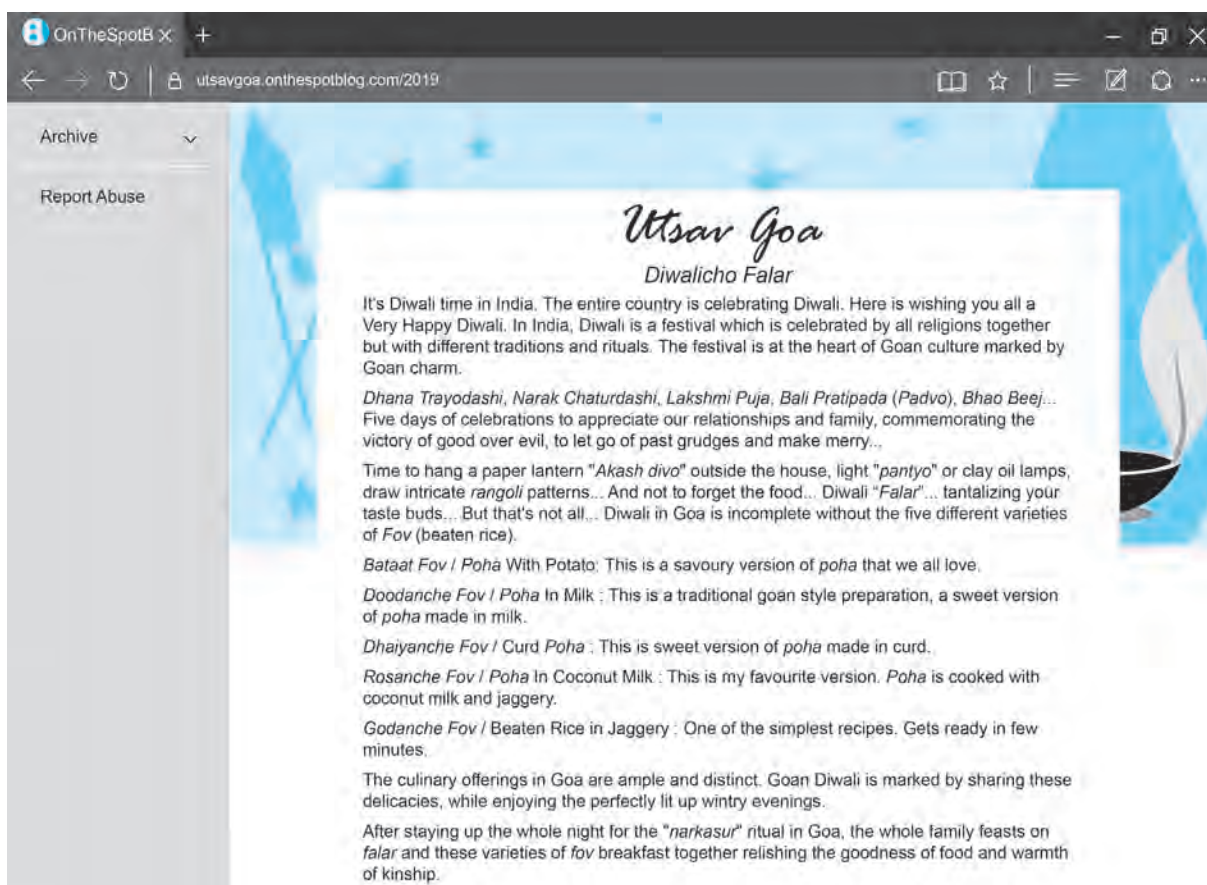 OnTheSpotB
utsavgoa.onthespotblog.com/2019
Archive
Report Abuse
Utsav Goa
Diwalicho Falar
It's Diwali time in India. The entire country is celebrating Diwali. Here is wishing you all a
Very Happy Diwali. In India, Diwali is a festival which is celebrated by all religions together
but with different traditions and rituals. The festival is at the heart of Goan culture marked by
Goan charm.
Dhana Trayodashi, Narak Chaturdashi, Lakshmi Puja, Bali Pratipada (Padvo), Bhao Beej...
Five days of celebrations to appreciate our relationships and family, commemorating the
victory of good over evil, to let go of past grudges and make merry...
Time to hang a paper lantern "Akash divo" outside the house, light "pantyo" or clay oil lamps,
draw intricate rangoli patterns... And not to forget the food... Diwali "Falar"... tantalizing your
taste buds... But that's not all... Diwali in Goa is incomplete without the five different varieties
of Fov (beaten rice).
Bataat Fov / Poha With Potato: This is a savoury version of poha that we all love.
Doodanche Fov / Poha In Milk : This is a traditional goan style preparation, a sweet version
of poha made in milk.
Dhaiyanche Fov / Curd Poha : This is sweet version of poha made in curd.
Rosanche Fov / Poha In Coconut Milk : This is my favourite version. Poha is cooked with
coconut milk and jaggery.
Godanche Fov / Beaten Rice in Jaggery : One of the simplest recipes. Gets ready in few
minutes.
The culinary offerings in Goa are ample and distinct. Goan Diwali is marked by sharing these
delicacies, while enjoying the perfectly lit up wintry evenings.
After staying up the whole night for the "narkasur" ritual in Goa, the whole family feasts on
falar and these varieties of fov breakfast together relishing the goodness of food and warmth
of kinship.